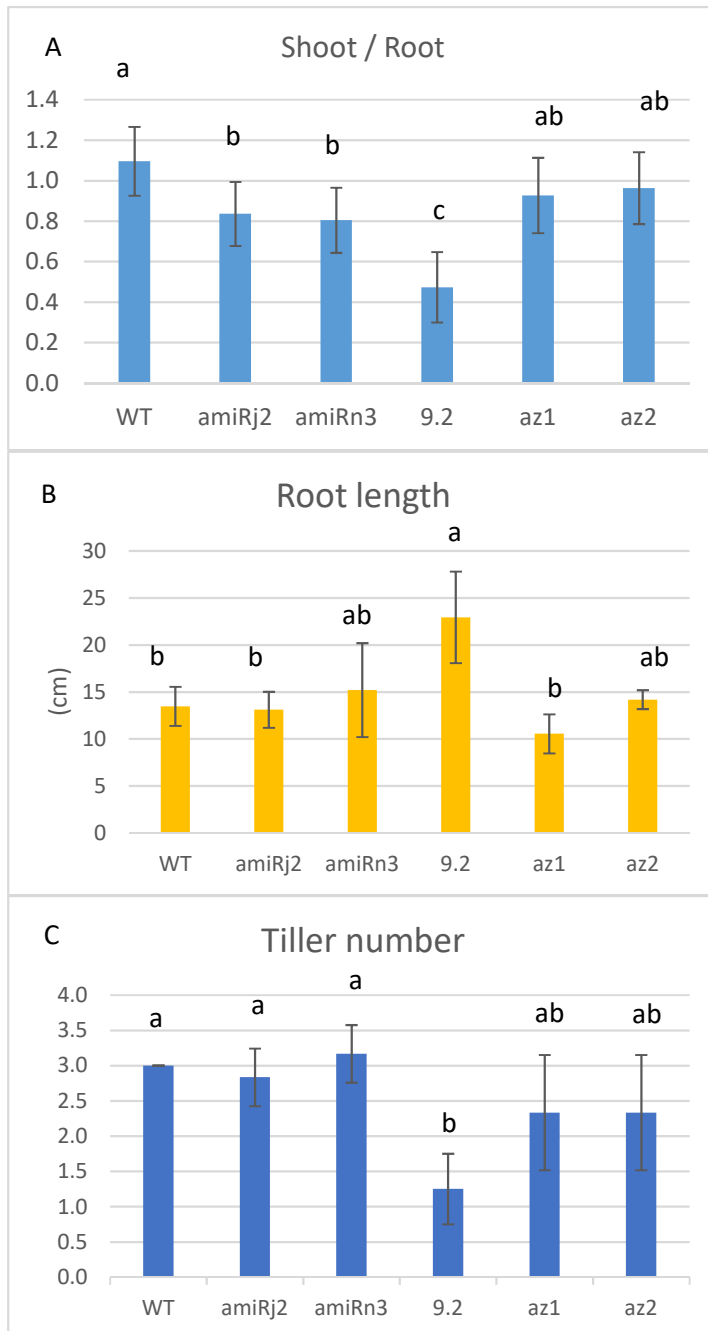 A
Shoot / Root
a
b
b
c
ab
ab
1.4
1.2
1.0
0.8
0.6
0.4
0.2
0.0
WT amiRj2 amiRn3 9.2 az1 az2
B
Root length
a
ab
b
b
b
ab
(cm)
30
25
20
15
10
5
0
WT amiRj2 amiRn3 9.2 az1 az2
C
Tiller number
a
a
a
b
ab
ab
4.0
3.5
3.0
2.5
2.0
1.5
1.0
0.5
0.0
WT amiRj2 amiRn3 9.2 az1 az2